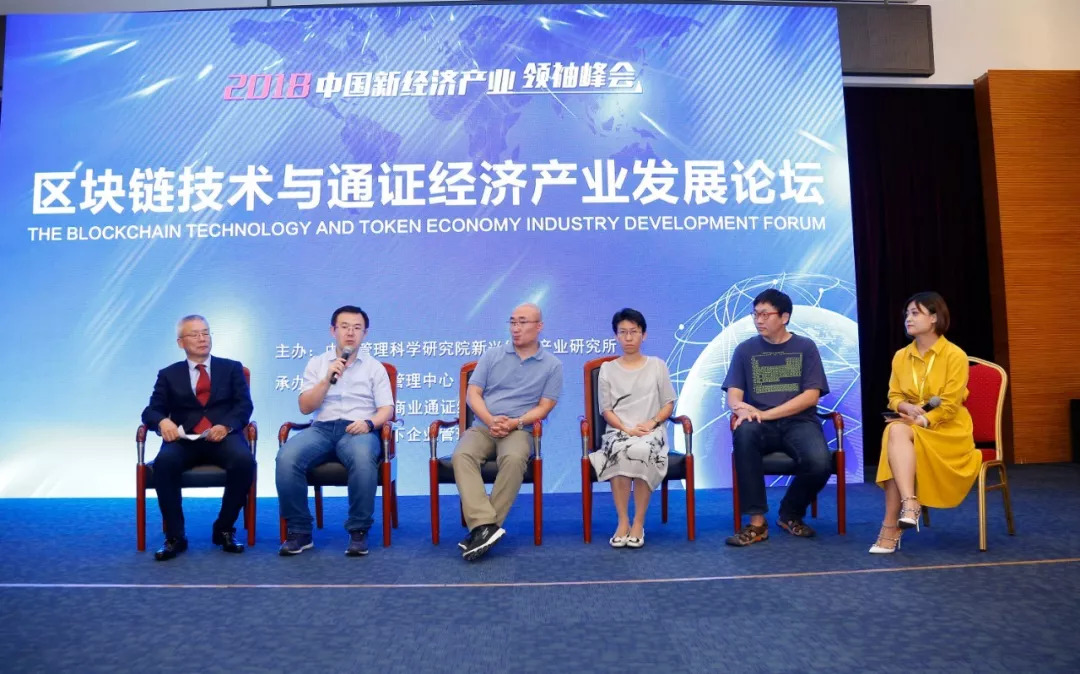 2018 中国新经济产业 领袖峰会
区块链技术与通证经济产业发展论坛
THE BLOCKCHAIN TECHNOLOGY AND TOKEN ECONOMY INDUSTRY DEVELOPMENT FORUM
主办：中 管理科学研究院新兴 产业研究所
承办 管理中心
商业通证
企业管